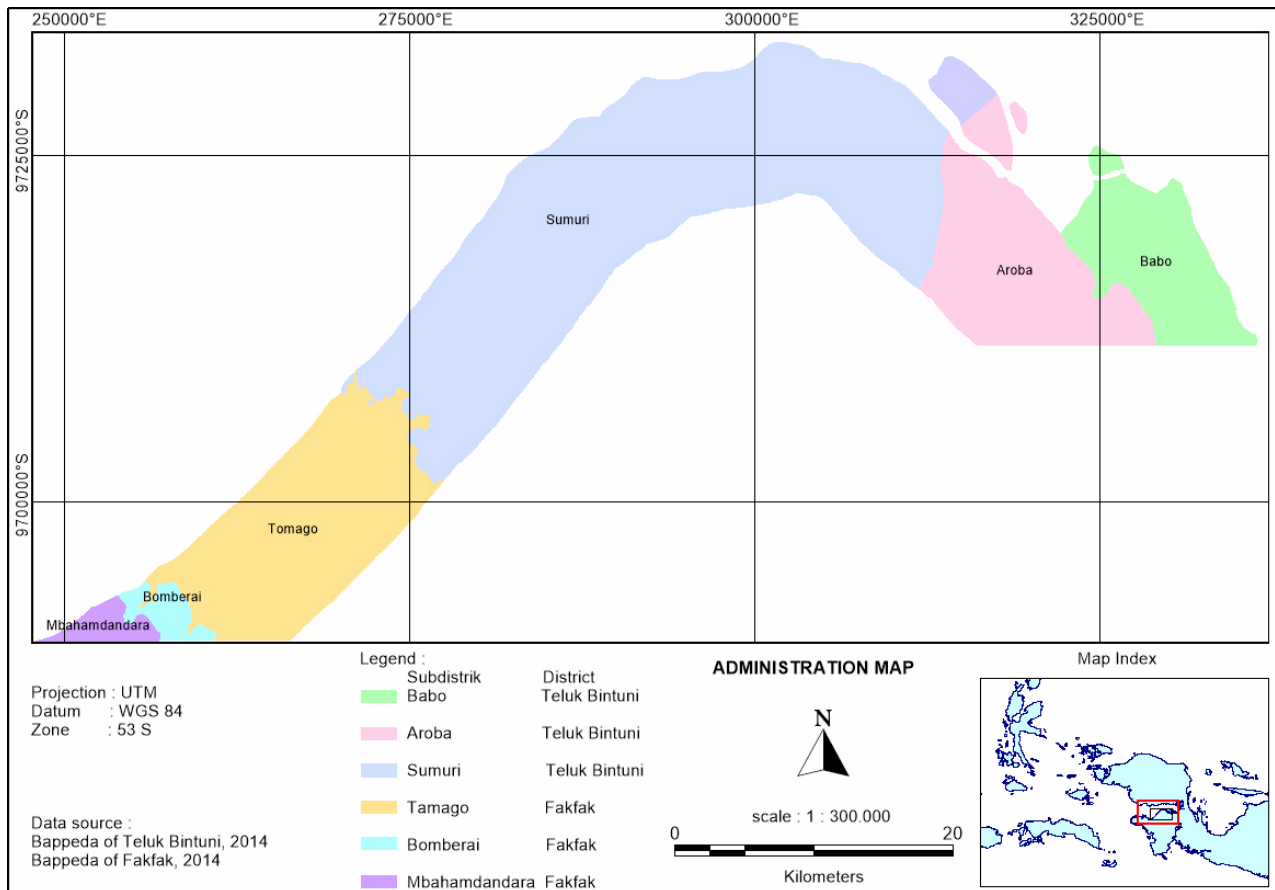 250000°E 275000°E 300000°E 325000°E
9725000°S
9700000°S
Sumuri
Aroba
Babo
Tomago
Bomberai
Mbahamdandara
Projection : UTM
Datum : WGS 84
Zone : 53 S
Data source :
Bappeda of Teluk Bintuni, 2014
Bappeda of Fakfak, 2014
Legend :
Subdistrik District
Babo Teluk Bintuni
Aroba Teluk Bintuni
Sumuri Teluk Bintuni
Tamago Fakfak
Bomberai Fakfak
Mbahamdandara Fakfak
ADMINISTRATION MAP
N
scale : 1 : 300.000
0 20
Kilometers
Map Index